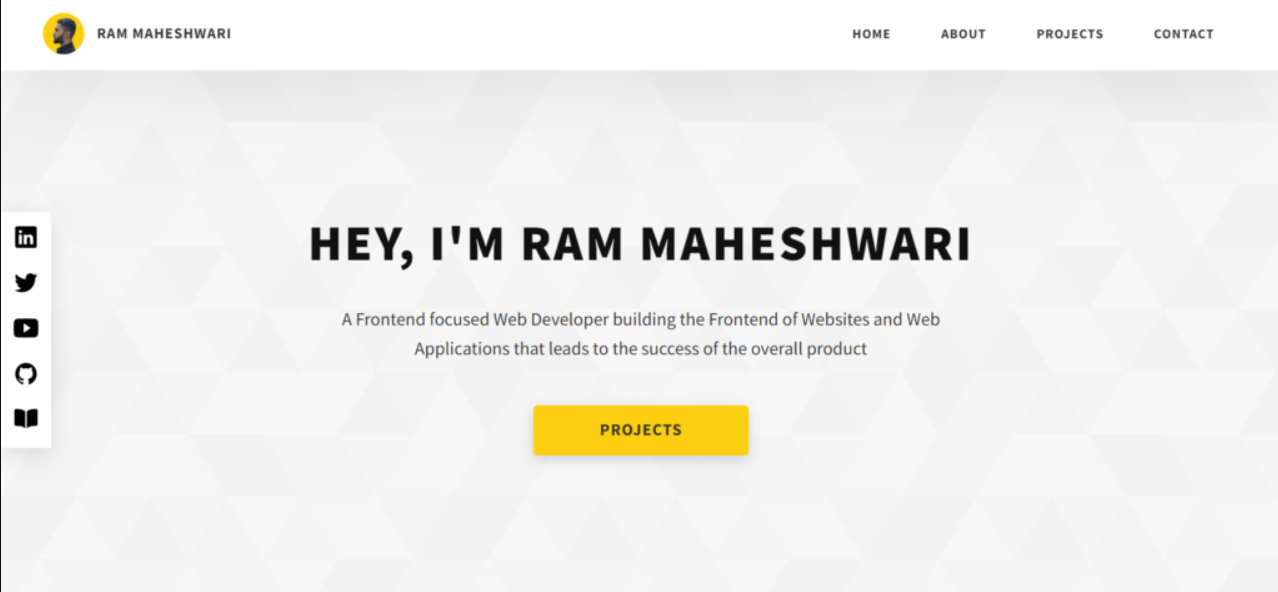 RAM MAHESHWARI
HOME ABOUT PROJECTS CONTACT
HEY, I'M RAM MAHESHWARI
A Frontend focused Web Developer building the Frontend of Websites and Web
Applications that leads to the success of the overall product
PROJECTS